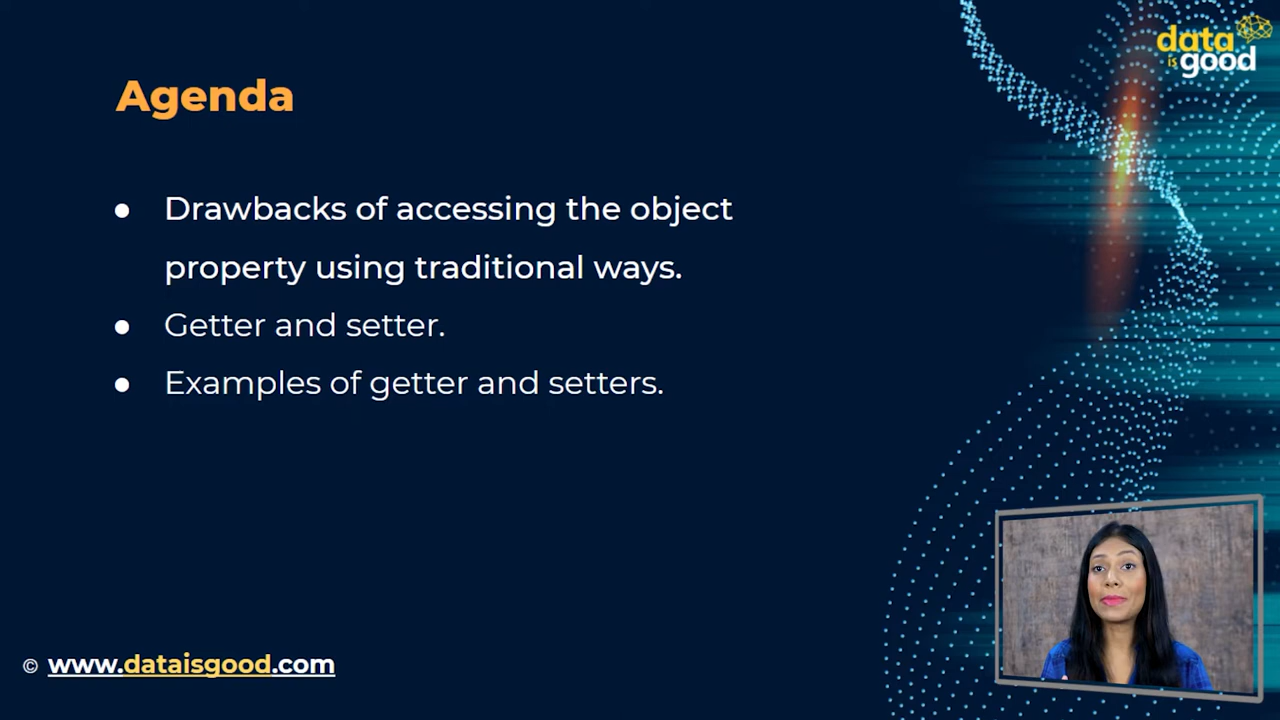 data
is good
Agenda
● Drawbacks of accessing the object
property using traditional ways.
● Getter and setter.
● Examples of getter and setters.
© www.dataisgood.com